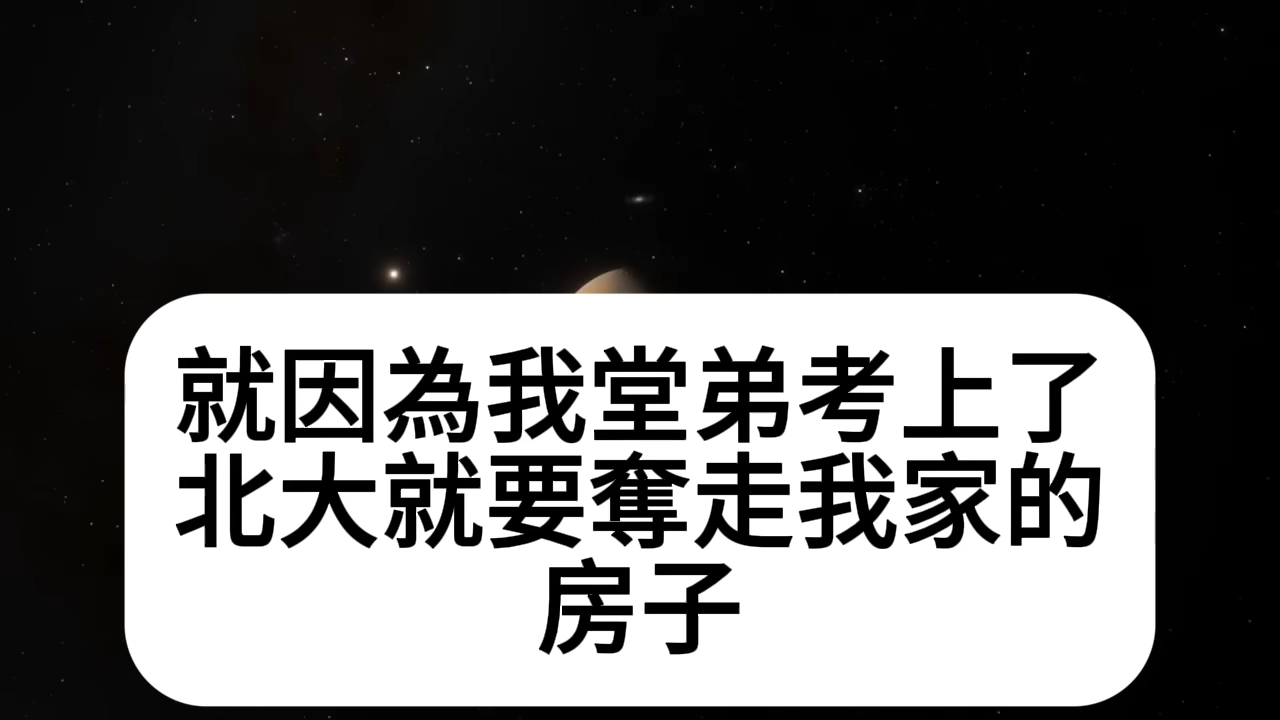 就因為我堂弟考上了
北大就要奪走我家的
房子